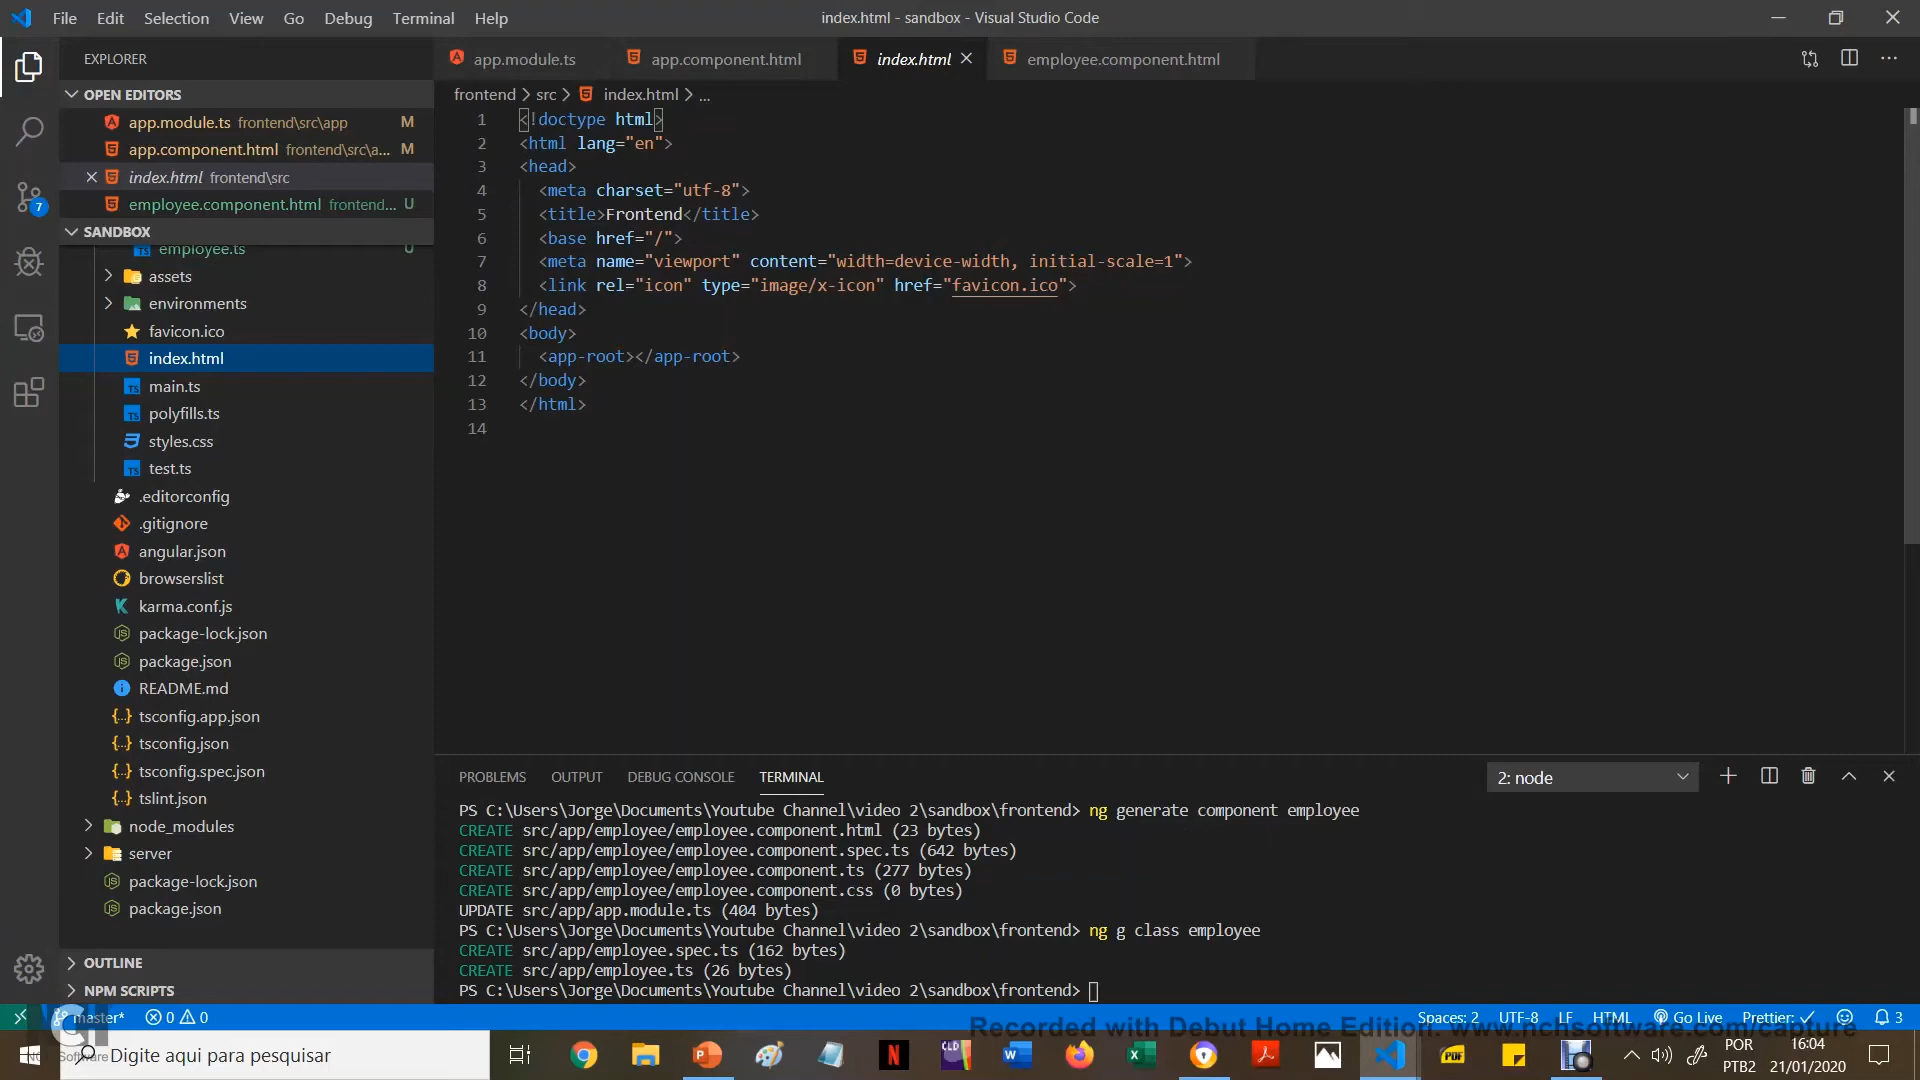 File Edit Selection View Go Debug Terminal Help
index.html - sandbox - Visual Studio Code
EXPLORER
OPEN EDITORS
app.module.ts frontend\src\app M
app.component.html frontend\src\a... M
index.html frontend\src
employee.component.html frontend... U
SANDBOX
employee.ts U
assets
environments
favicon.ico
index.html
main.ts
polyfills.ts
styles.css
test.ts
.editorconfig
.gitignore
angular.json
browserslist
karma.conf.js
package-lock.json
package.json
README.md
tsconfig.app.json
tsconfig.json
tsconfig.spec.json
tslint.json
node_modules
server
package-lock.json
package.json
OUTLINE
NPM SCRIPTS
7
app.module.ts app.component.html index.html employee.component.html
frontend > src > index.html > ...
1 <!doctype html>
2 <html lang="en">
3 <head>
4 <meta charset="utf-8">
5 <title>Frontend</title>
6 <base href="/">
7 <meta name="viewport" content="width=device-width, initial-scale=1">
8 <link rel="icon" type="image/x-icon" href="favicon.ico">
9 </head>
10 <body>
11 <app-root></app-root>
12 </body>
13 </html>
14
PROBLEMS OUTPUT DEBUG CONSOLE TERMINAL 2: node
PS C:\Users\Jorge\Documents\Youtube Channel\video 2\sandbox\frontend> ng generate component employee
CREATE src/app/employee/employee.component.html (23 bytes)
CREATE src/app/employee/employee.component.spec.ts (642 bytes)
CREATE src/app/employee/employee.component.ts (277 bytes)
CREATE src/app/employee/employee.component.css (0 bytes)
UPDATE src/app/app.module.ts (404 bytes)
PS C:\Users\Jorge\Documents\Youtube Channel\video 2\sandbox\frontend> ng g class employee
CREATE src/app/employee.spec.ts (162 bytes)
CREATE src/app/employee.ts (26 bytes)
PS C:\Users\Jorge\Documents\Youtube Channel\video 2\sandbox\frontend>
master* 0 0 Spaces: 2 UTF-8 LF HTML Go Live Prettier: ✓ 3
Recorded with Debut Home Edition. www.nchsoftware.com/capture
Software
Digite aqui para pesquisar
POR 16:04
PTB2 21/01/2020